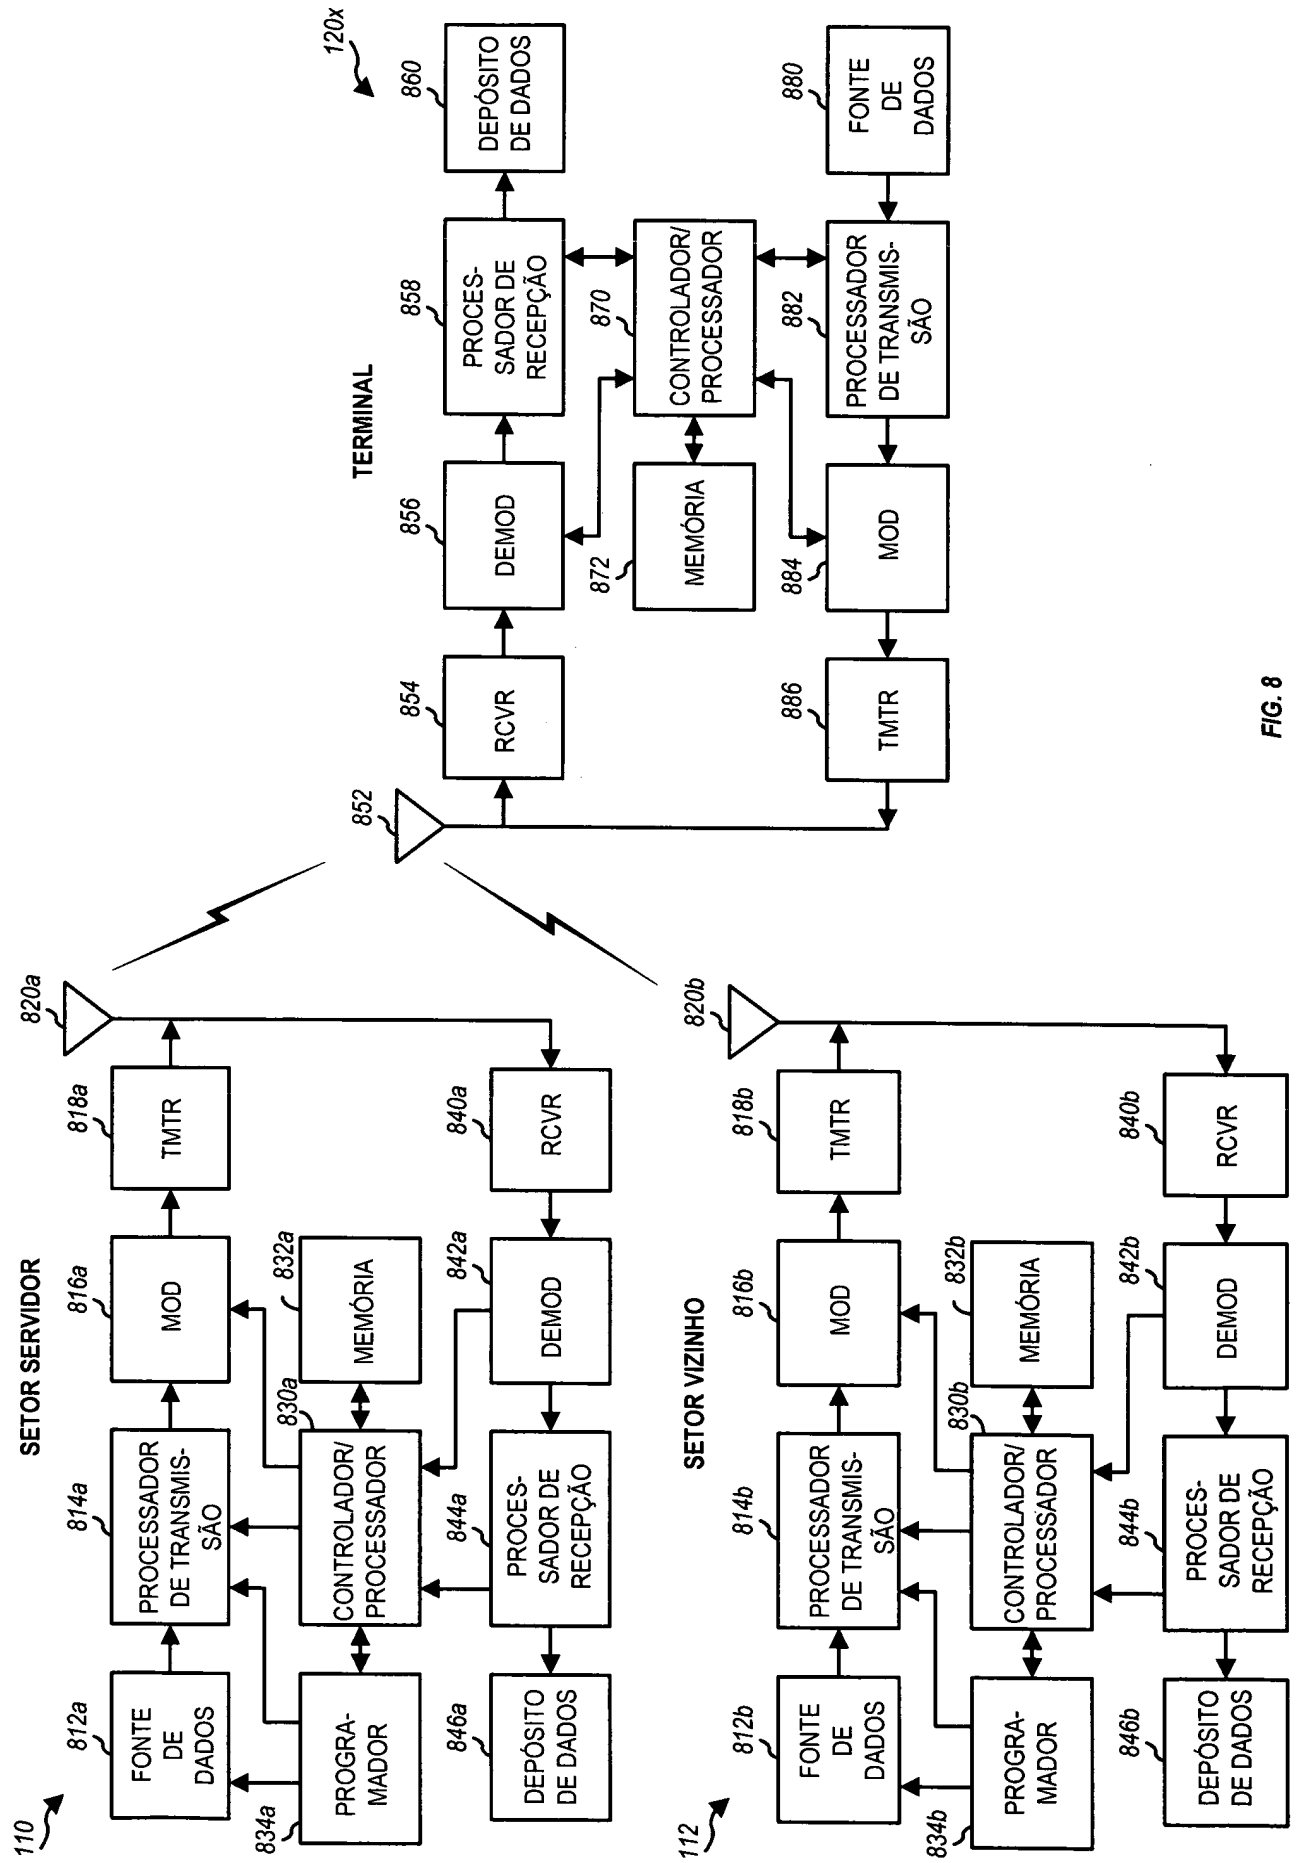 SETOR SERVIDOR
110
812a
FONTE
DE
DADOS
814a
PROCESSADOR
DE TRANSMIS-
SÃO
816a
MOD
818a
TMTR
820a
834a
PROGRA-
MADOR
830a
CONTROLADOR/
PROCESSADOR
832a
MEMÓRIA
846a
DEPÓSITO
DE DADOS
844a
PROCES-
SADOR DE
RECEPÇÃO
842a
DEMOD
840a
RCVR
SETOR VIZINHO
112
812b
FONTE
DE
DADOS
814b
PROCESSADOR
DE TRANSMIS-
SÃO
816b
MOD
818b
TMTR
820b
834b
PROGRA-
MADOR
830b
CONTROLADOR/
PROCESSADOR
832b
MEMÓRIA
846b
DEPÓSITO
DE DADOS
844b
PROCES-
SADOR DE
RECEPÇÃO
842b
DEMOD
840b
RCVR
TERMINAL
120x
852
854
RCVR
856
DEMOD
858
PROCES-
SADOR DE
RECEPÇÃO
860
DEPÓSITO
DE DADOS
872
MEMÓRIA
870
CONTROLADOR/
PROCESSADOR
886
TMTR
884
MOD
882
PROCESSADOR
DE TRANSMIS-
SÃO
880
FONTE
DE
DADOS
FIG. 8